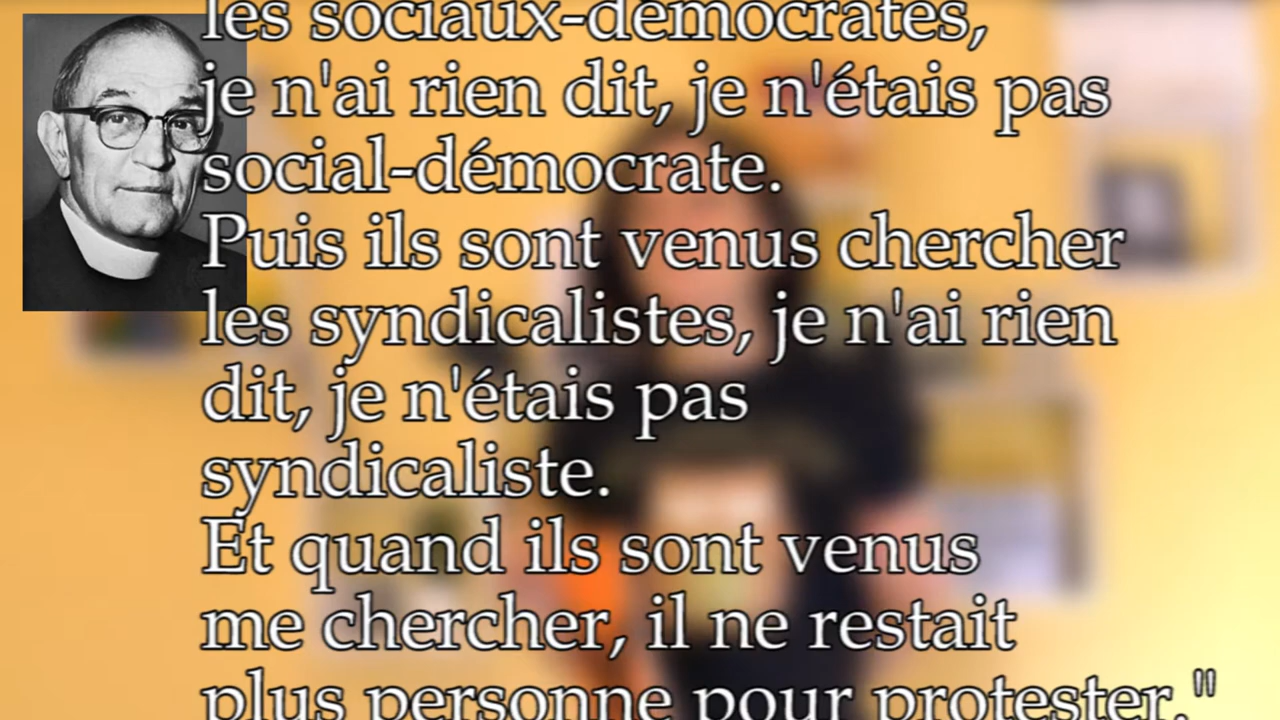 les sociaux-démocrates,
je n'ai rien dit, je n'étais pas
social-démocrate.
Puis ils sont venus chercher
les syndicalistes, je n'ai rien
dit, je n'étais pas
syndicaliste.
Et quand ils sont venus
me chercher, il ne restait
plus personne pour protester."